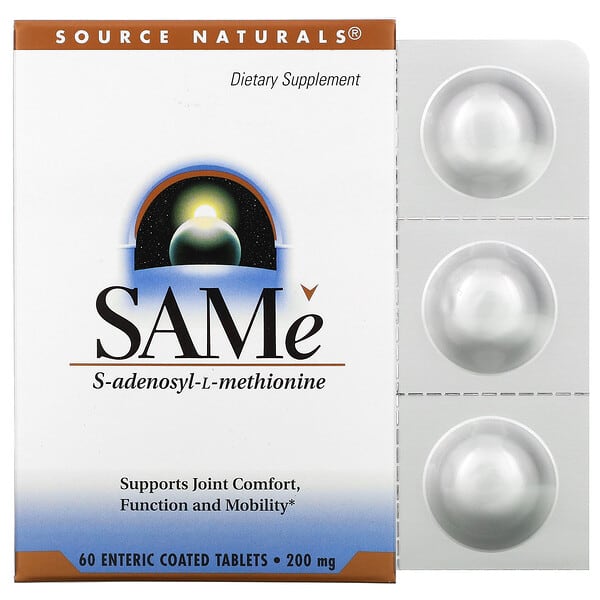 SOURCE NATURALS®
Dietary Supplement
SAMe
S-adenosyl-L-methionine
Supports Joint Comfort,
Function and Mobility*
60 ENTERIC COATED TABLETS • 200 mg